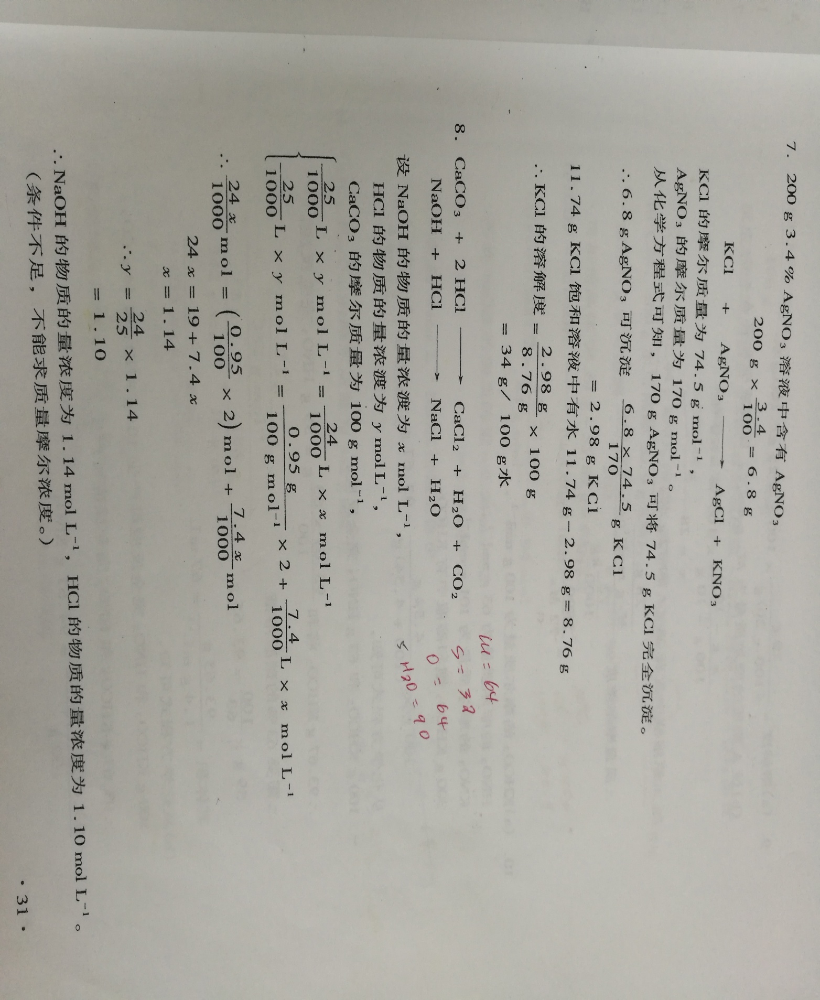 7. 200 g 3.4% AgNO₃ 溶液中含有 AgNO₃
200 g × 3.4/100 = 6.8 g
KCl + AgNO₃ ⟶ AgCl + KNO₃
KCl 的摩尔质量为 74.5 g mol⁻¹,
AgNO₃ 的摩尔质量为 170 g mol⁻¹。
从化学方程式可知, 170 g AgNO₃ 可将 74.5 g KCl 完全沉淀。
∴ 6.8 g AgNO₃ 可沉淀 6.8 × 74.5/170 g KCl
= 2.98 g KCl
11.74 g KCl 饱和溶液中有水 11.74 g − 2.98 g = 8.76 g
∴ KCl 的溶解度 = 2.98 g/8.76 g × 100 g
= 34 g/ 100 g水
8. CaCO₃ + 2 HCl ⟶ CaCl₂ + H₂O + CO₂
NaOH + HCl ⟶ NaCl + H₂O
设 NaOH 的物质的量浓渡为 x mol L⁻¹,
HCl 的物质的量浓渡为 y mol L⁻¹,
CaCO₃ 的摩尔质量为 100 g mol⁻¹,
{ 25/1000 L × y mol L⁻¹ = 24/1000 L × x mol L⁻¹
25/1000 L × y mol L⁻¹ = 0.95 g/100 g mol⁻¹ × 2 + 7.4/1000 L × x mol L⁻¹
∴ 24 x/1000 mol = (0.95/100 × 2) mol + 7.4 x/1000 mol
24 x = 19 + 7.4 x
x = 1.14
∴ y = 24/25 × 1.14
= 1.10
∴ NaOH 的物质的量浓度为 1.14 mol L⁻¹, HCl 的物质的量浓度为 1.10 mol L⁻¹。
(条件不足, 不能求质量摩尔浓度。)
= 64
S = 32
O = 64
5 H₂O = 90
· 31 ·